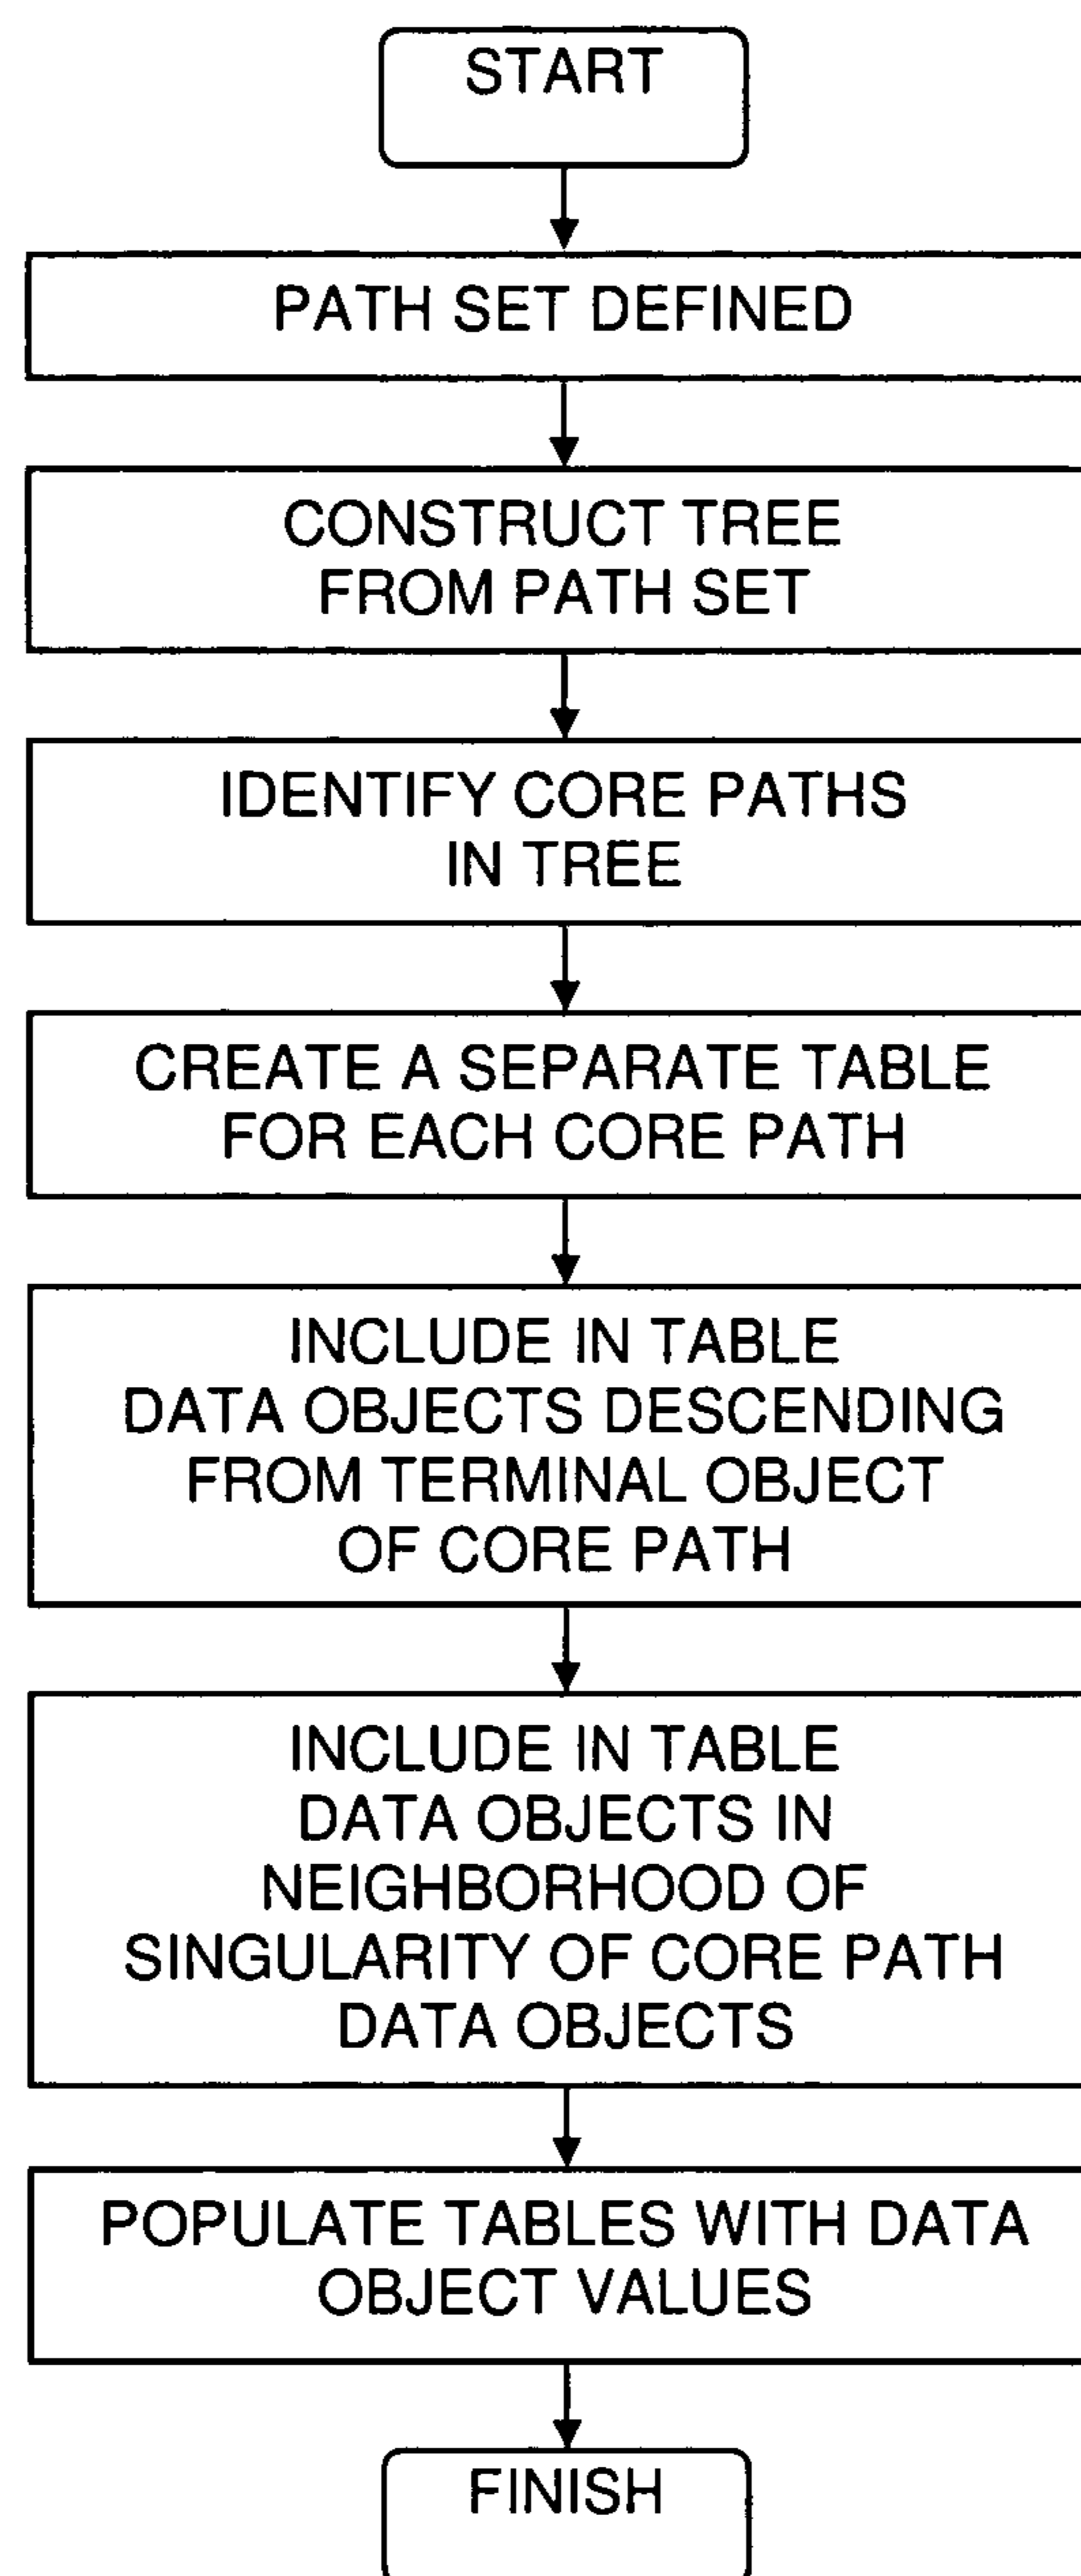 START
PATH SET DEFINED
CONSTRUCT TREE
FROM PATH SET
IDENTIFY CORE PATHS
IN TREE
CREATE A SEPARATE TABLE
FOR EACH CORE PATH
INCLUDE IN TABLE
DATA OBJECTS DESCENDING
FROM TERMINAL OBJECT
OF CORE PATH
INCLUDE IN TABLE
DATA OBJECTS IN
NEIGHBORHOOD OF
SINGULARITY OF CORE PATH
DATA OBJECTS
POPULATE TABLES WITH DATA
OBJECT VALUES
FINISH